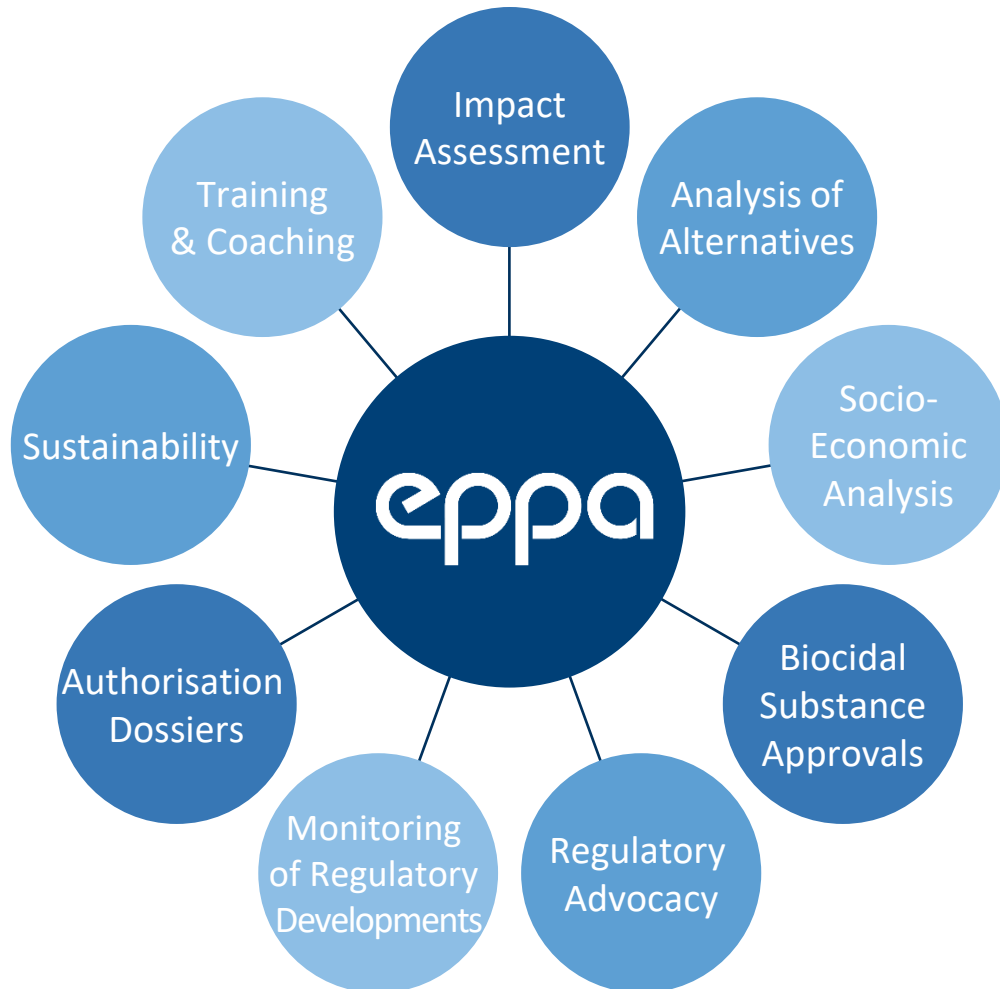 Impact
Assessment
Analysis of
Alternatives
Socio-
Economic
Analysis
Biocidal
Substance
Approvals
Regulatory
Advocacy
Monitoring
of Regulatory
Developments
Authorisation
Dossiers
Sustainability
Training
& Coaching
eppa